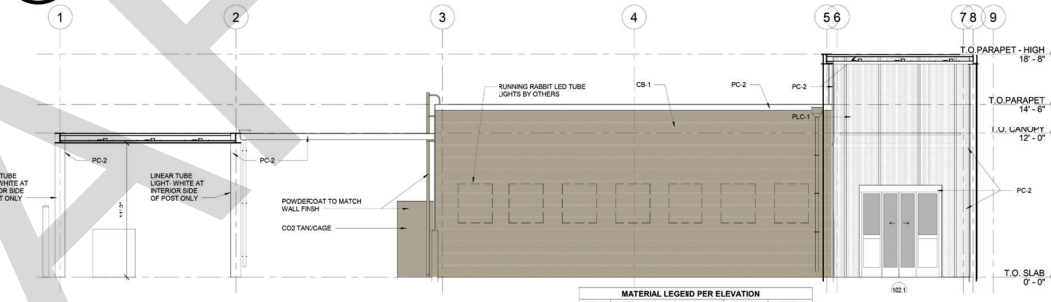 1 2 3 4 5 6 7 8 9
T.O.PARAPET - HIGH
18' - 8"
RUNNING RABBIT LED TUBE
LIGHTS BY OTHERS
CB-1
PC-2
PC-2
T.O.PARAPET
14' - 6"
PLC-1
T.O. CANOPY
12' - 0"
PC-2
PC-2
TUBE
WHITE AT
OR SIDE
T ONLY
LINEAR TUBE
LIGHT- WHITE AT
INTERIOR SIDE
OF POST ONLY
PC-2
POWDERCOAT TO MATCH
WALL FINSH
CO2 TANK/CAGE
T.O. SLAB
0' - 0"
102.1
MATERIAL LEGEND PER ELEVATION